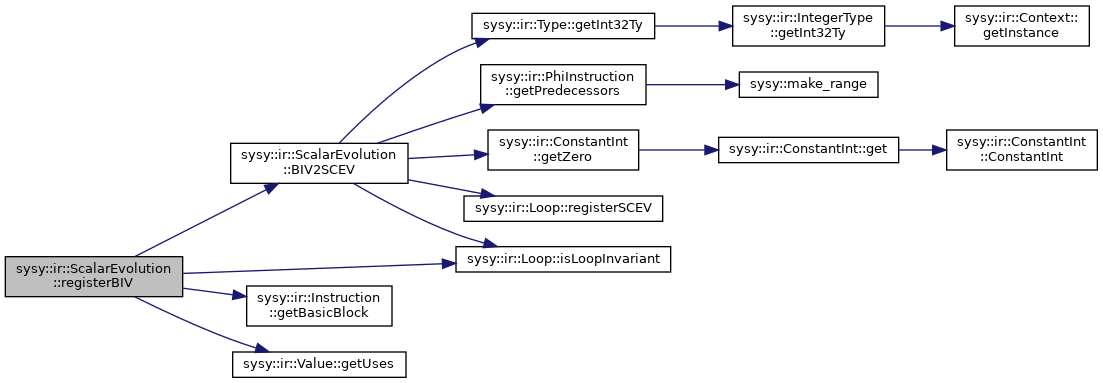 sysy::ir::Type::getInt32Ty
sysy::ir::IntegerType
::getInt32Ty
sysy::ir::Context::
getInstance
sysy::ir::PhiInstruction
::getPredecessors
sysy::make_range
sysy::ir::ScalarEvolution
::BIV2SCEV
sysy::ir::ConstantInt
::getZero
sysy::ir::ConstantInt::get
sysy::ir::ConstantInt
::ConstantInt
sysy::ir::Loop::registerSCEV
sysy::ir::ScalarEvolution
::registerBIV
sysy::ir::Loop::isLoopInvariant
sysy::ir::Instruction
::getBasicBlock
sysy::ir::Value::getUses